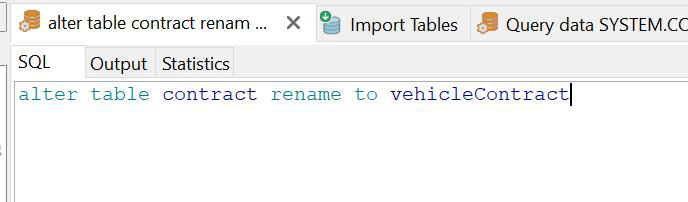 alter table contract renam ...
Import Tables
Query data SYSTEM.CO
SQL
Output
Statistics
alter table contract rename to vehicleContract